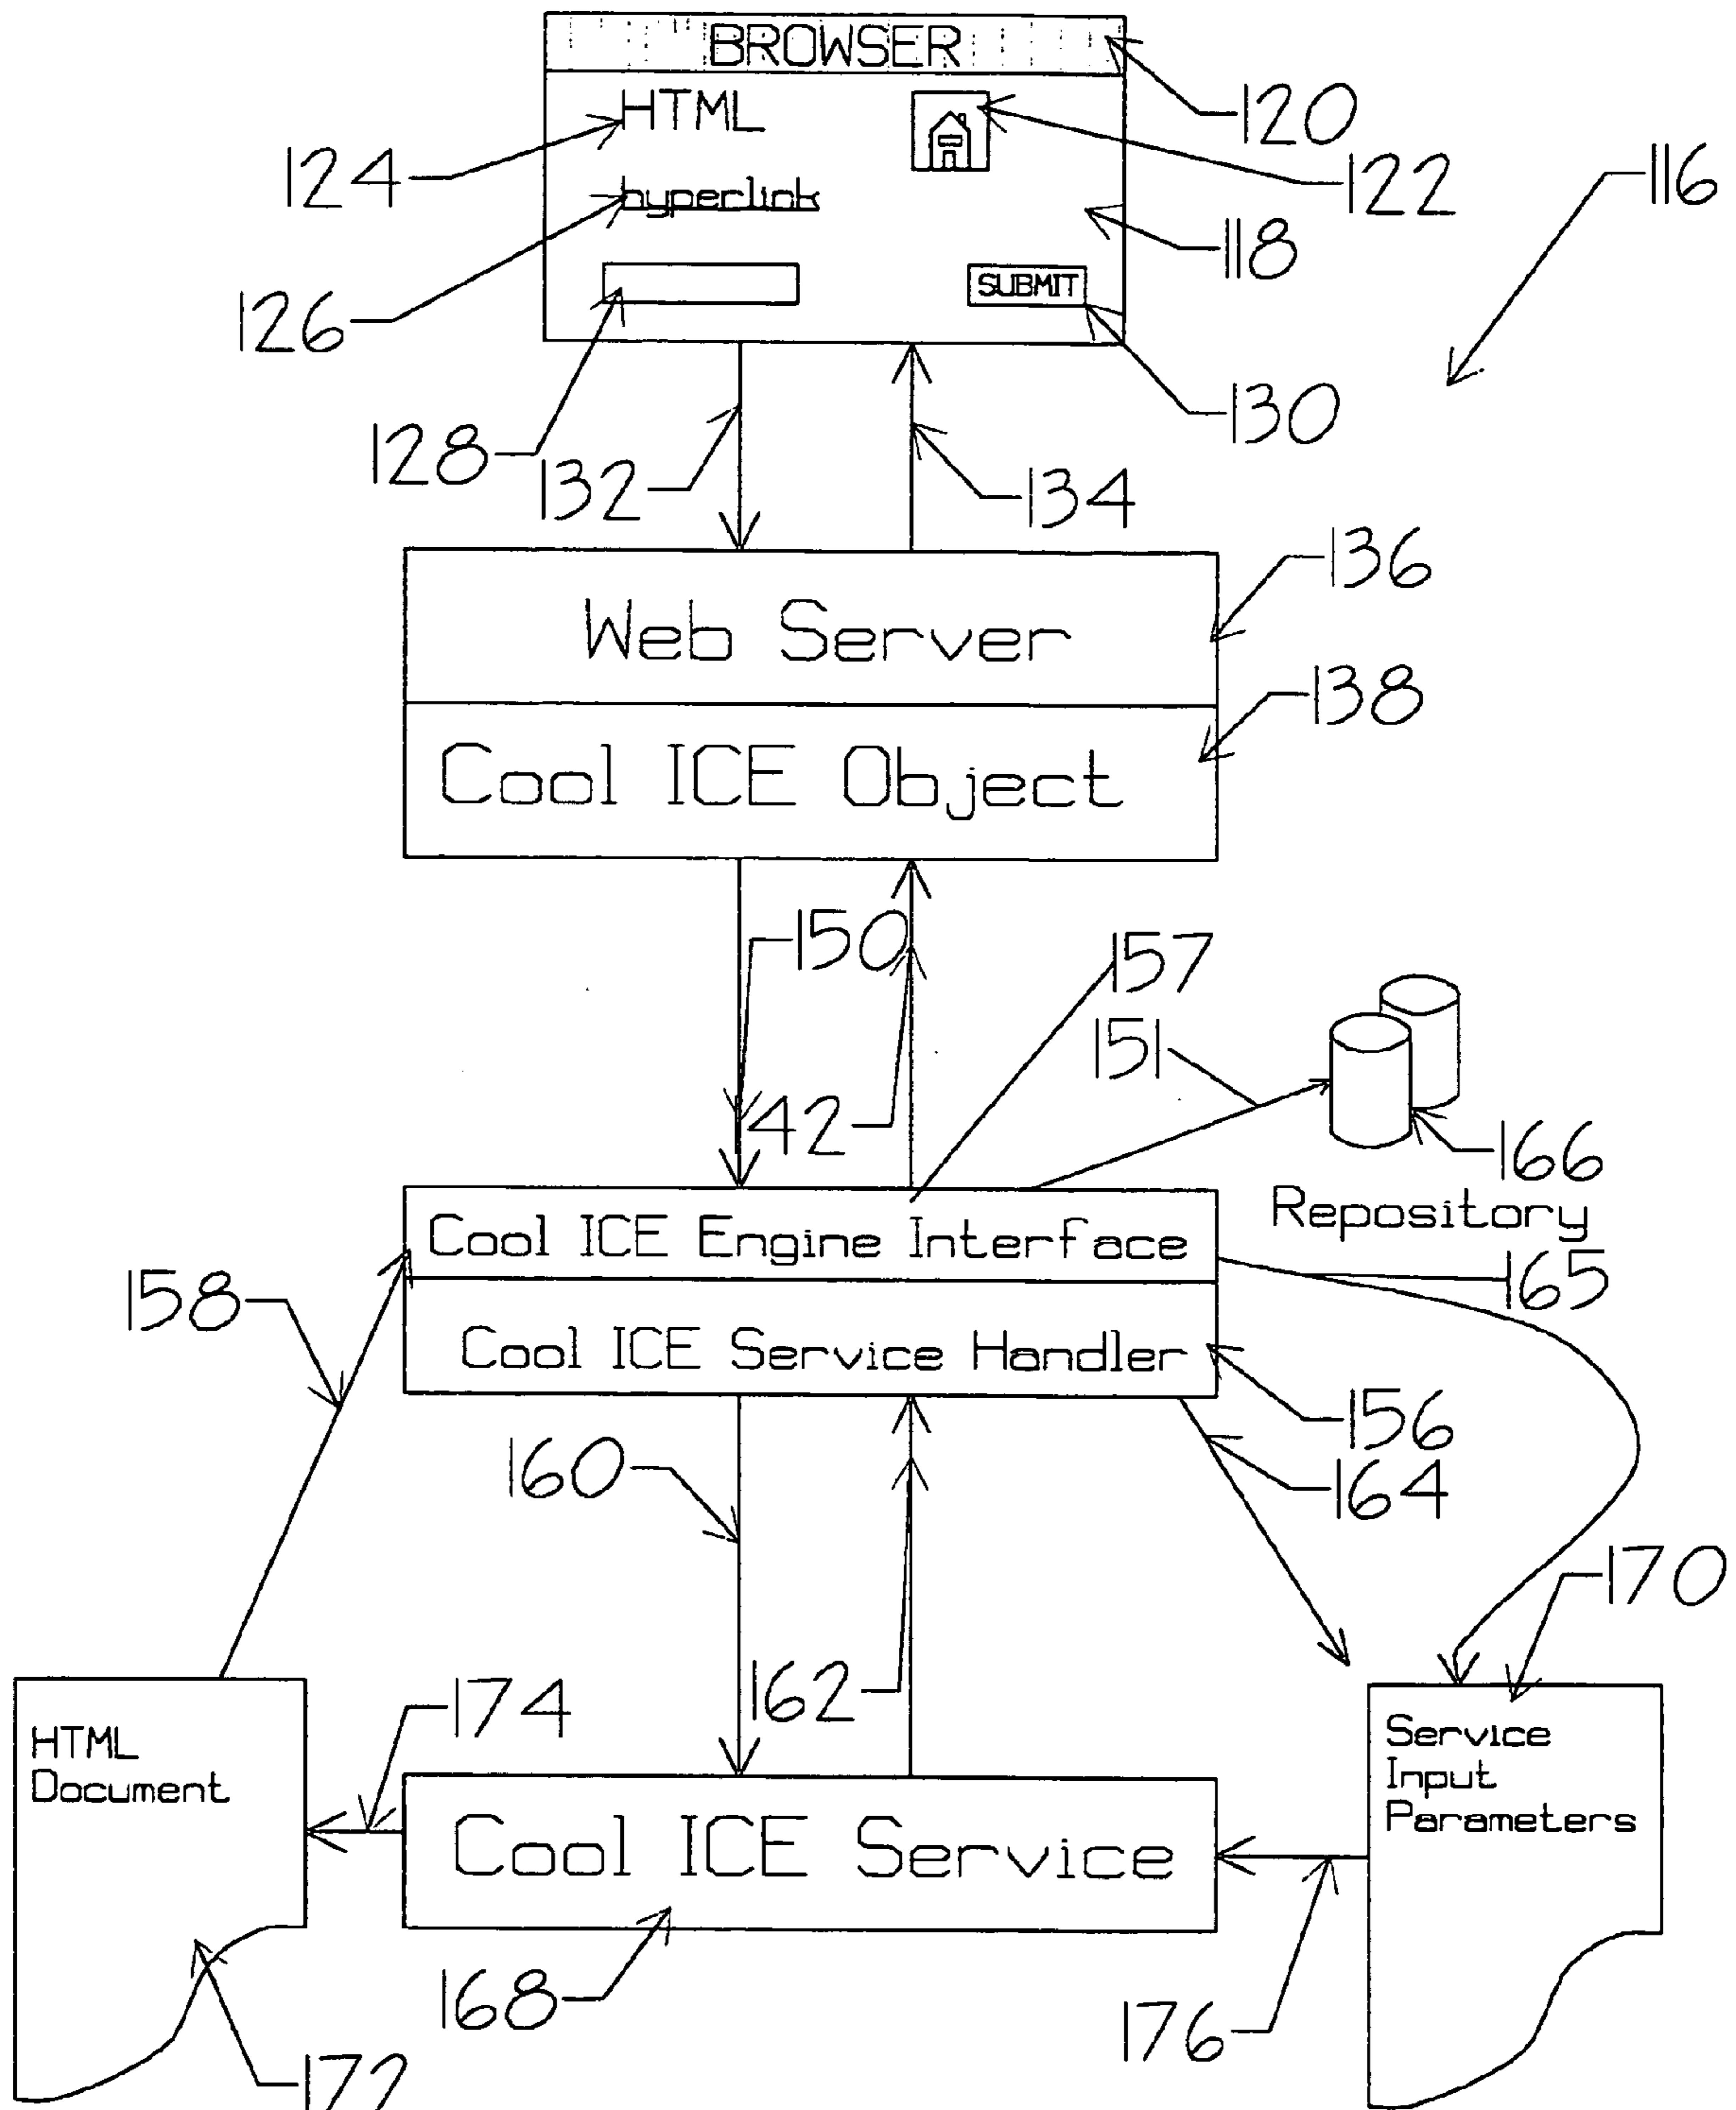 BROWSER
120
HTML
124
122
116
hyperlink
118
126
SUBMIT
130
128
132
134
136
Web Server
138
Cool ICE Object
150
157
151
142
166
Repository
Cool ICE Engine Interface
165
158
Cool ICE Service Handler
156
160
164
170
162
174
HTML
Document
Service
Input
Parameters
Cool ICE Service
168
176
172